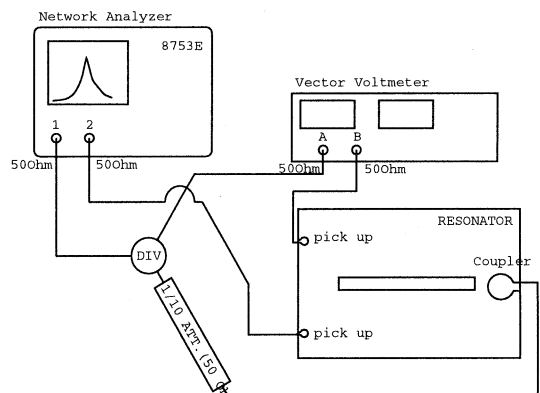 Network Analyzer
8753E
1 2
50Ohm 50Ohm
Vector Voltmeter
A B
50Ohm 50Ohm
RESONATOR
pick up
Coupler
DIV
1/10 ATT.(50
pick up